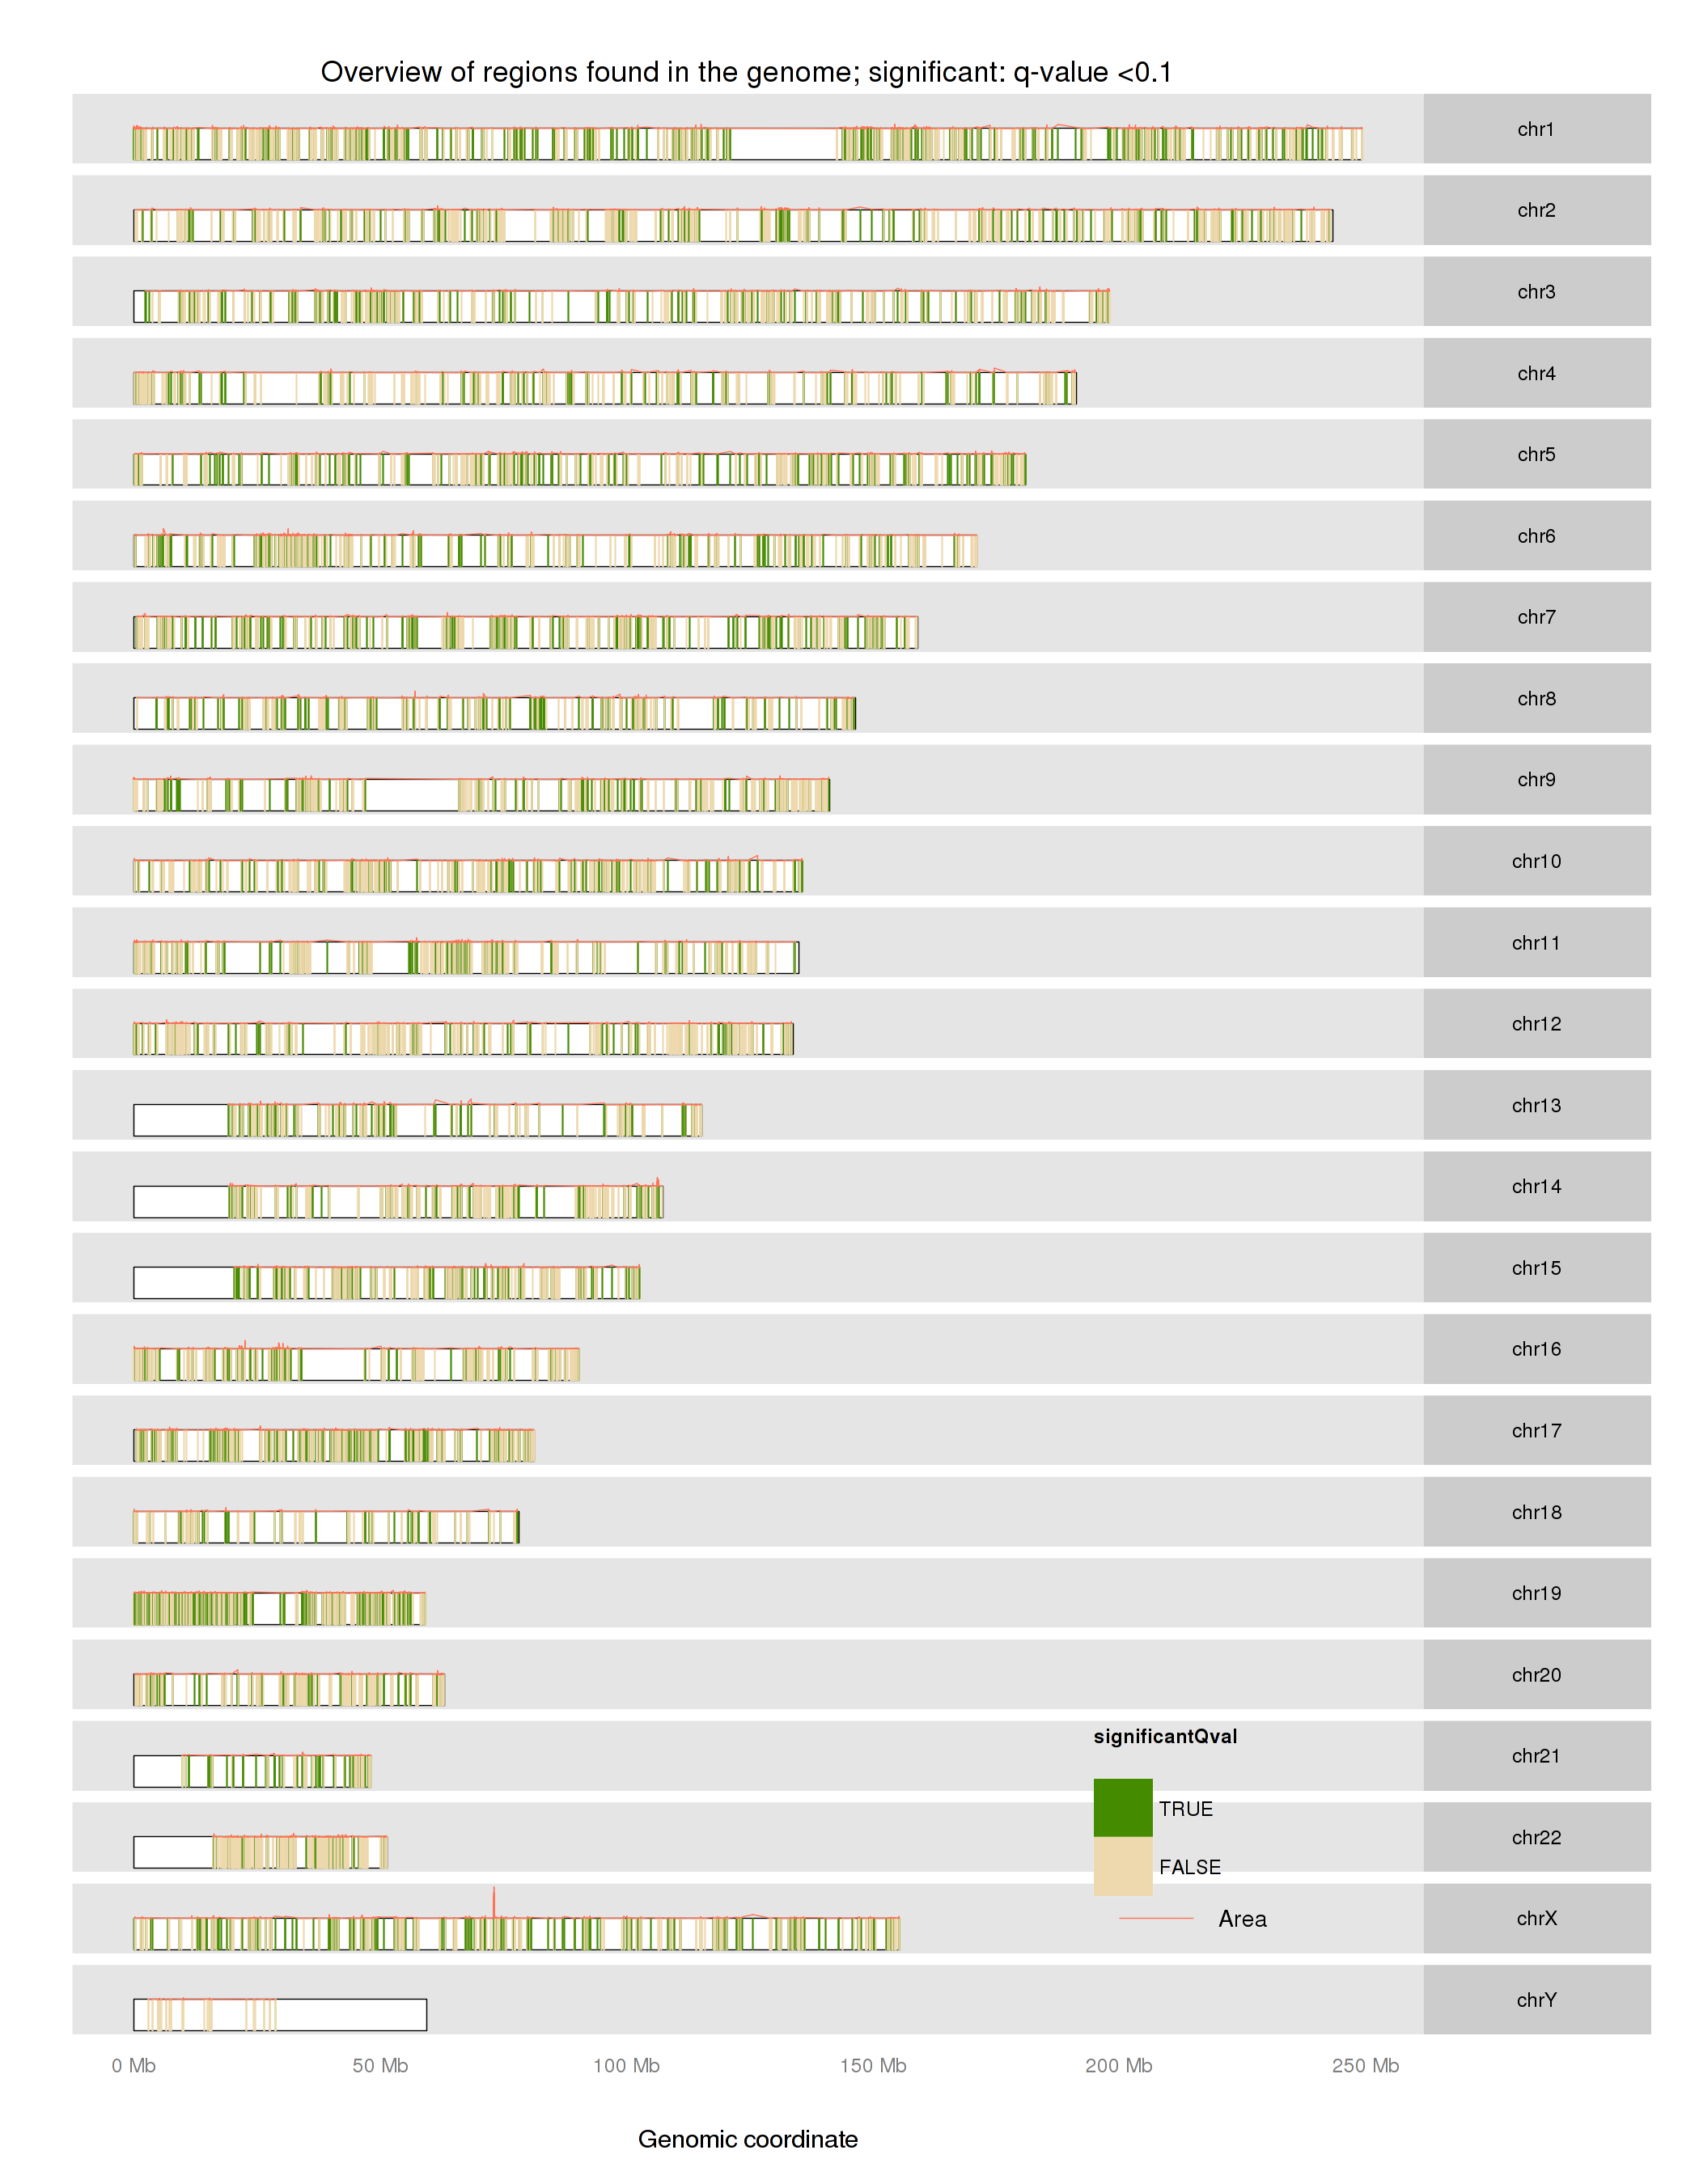 Overview of regions found in the genome; significant: q-value <0.1
chr1
chr2
chr3
chr4
chr5
chr6
chr7
chr8
chr9
chr10
chr11
chr12
chr13
chr14
chr15
chr16
chr17
chr18
chr19
chr20
chr21
chr22
chrX
chrY
significantQval
TRUE
FALSE
Area
0 Mb 50 Mb 100 Mb 150 Mb 200 Mb 250 Mb
Genomic coordinate